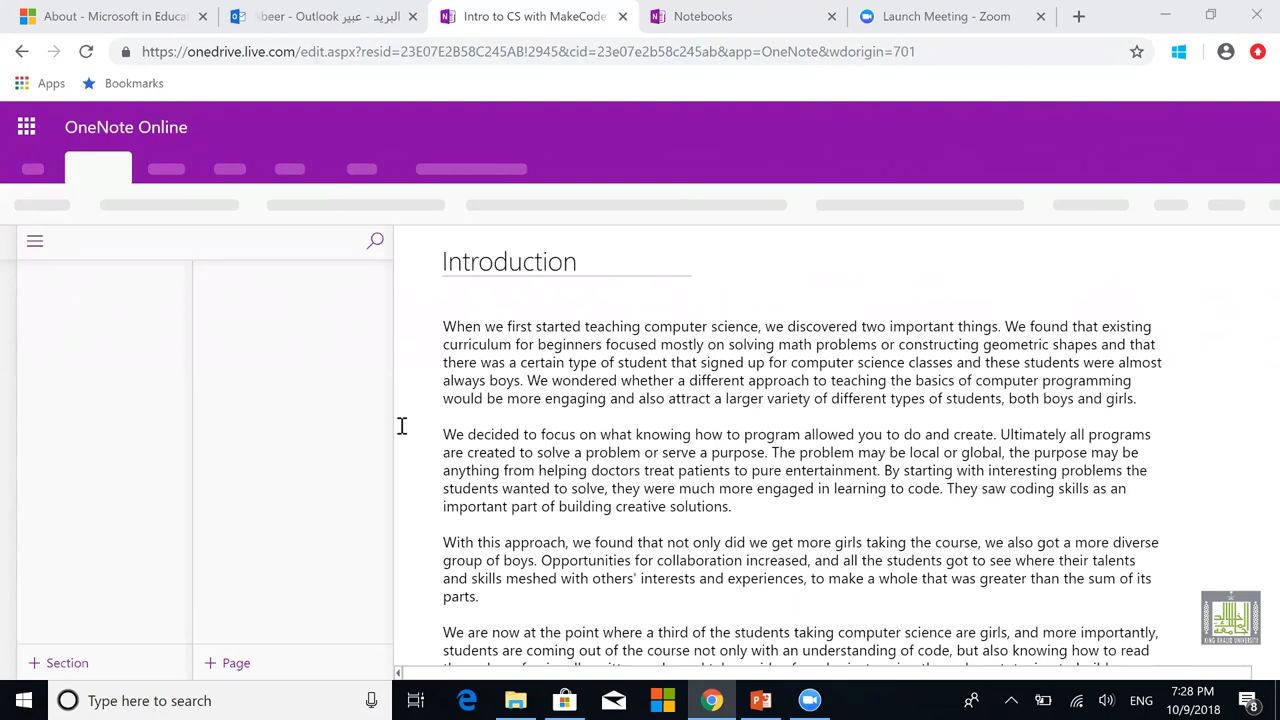 About - Microsoft in Educat
البريد - عبير Abeer - Outlook
Intro to CS with MakeCode
Notebooks
Launch Meeting - Zoom
https://onedrive.live.com/edit.aspx?resid=23E07E2B58C245AB!2945&cid=23e07e2b58c245ab&app=OneNote&wdorigin=701
Apps
Bookmarks
OneNote Online
Introduction
When we first started teaching computer science, we discovered two important things. We found that existing
curriculum for beginners focused mostly on solving math problems or constructing geometric shapes and that
there was a certain type of student that signed up for computer science classes and these students were almost
always boys. We wondered whether a different approach to teaching the basics of computer programming
would be more engaging and also attract a larger variety of different types of students, both boys and girls.
We decided to focus on what knowing how to program allowed you to do and create. Ultimately all programs
are created to solve a problem or serve a purpose. The problem may be local or global, the purpose may be
anything from helping doctors treat patients to pure entertainment. By starting with interesting problems the
students wanted to solve, they were much more engaged in learning to code. They saw coding skills as an
important part of building creative solutions.
With this approach, we found that not only did we get more girls taking the course, we also got a more diverse
group of boys. Opportunities for collaboration increased, and all the students got to see where their talents
and skills meshed with others' interests and experiences, to make a whole that was greater than the sum of its
parts.
We are now at the point where a third of the students taking computer science are girls, and more importantly,
students are coming out of the course not only with an understanding of code, but also knowing how to read
KING KHALID UNIVERSITY
+ Section
+ Page
Type here to search
ENG
7:28 PM
10/9/2018
8